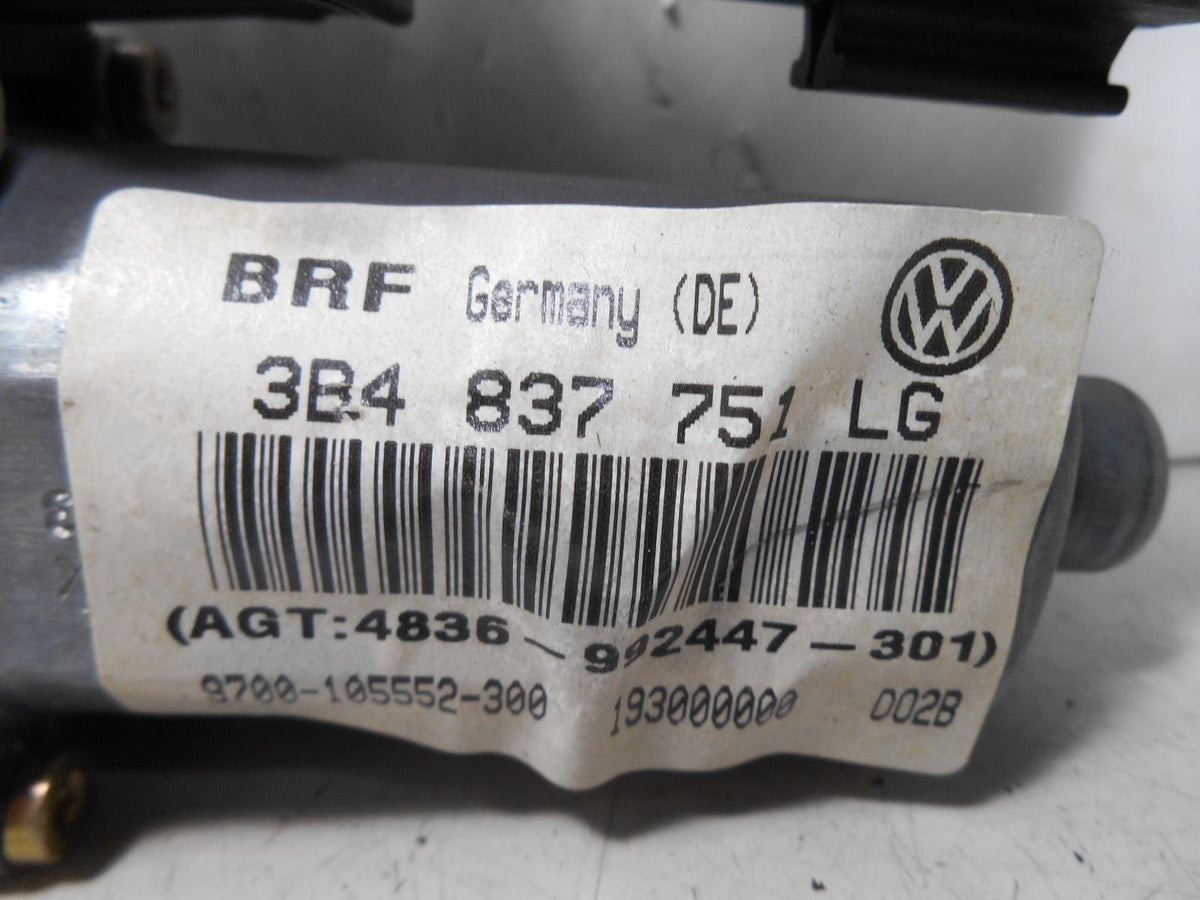 BRF Germany (DE)
3B4 837 751 LG
(AGT:4836-992447-301)
9700-105552-300 193000000 D02B